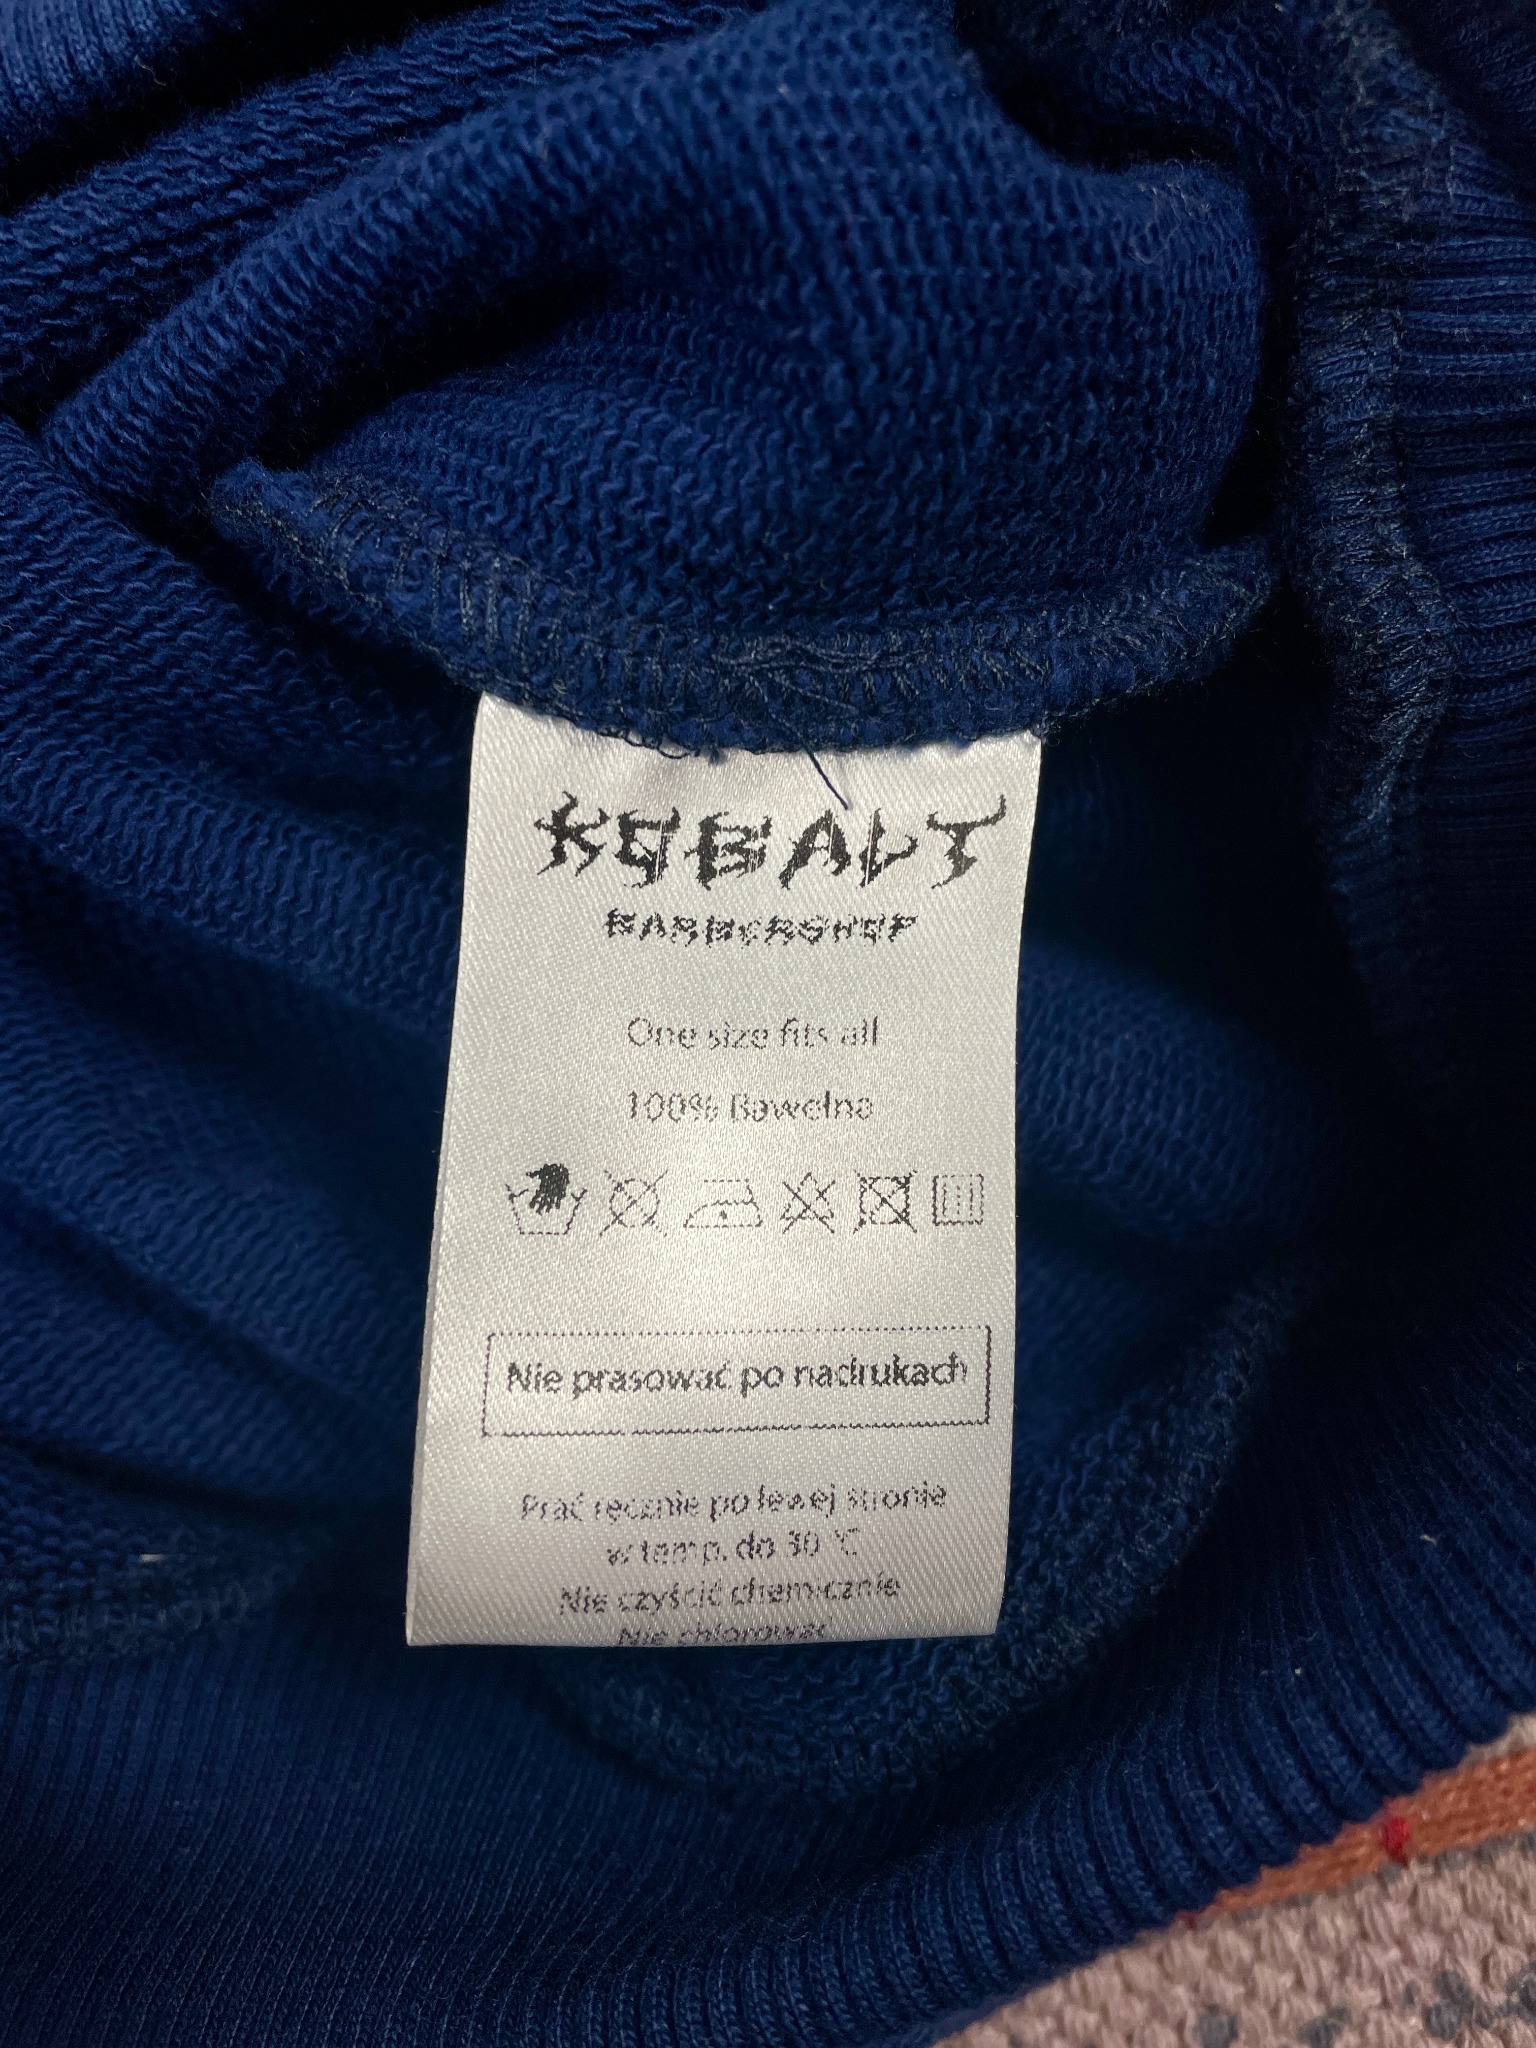 KOBALT
BARBERSHOP
One size fits all
100% Bawełna
Nie prasować po nadrukach
Prać ręcznie po lewej stronie
w temp. do 30 °C
Nie czyścić chemicznie
Nie chlorować